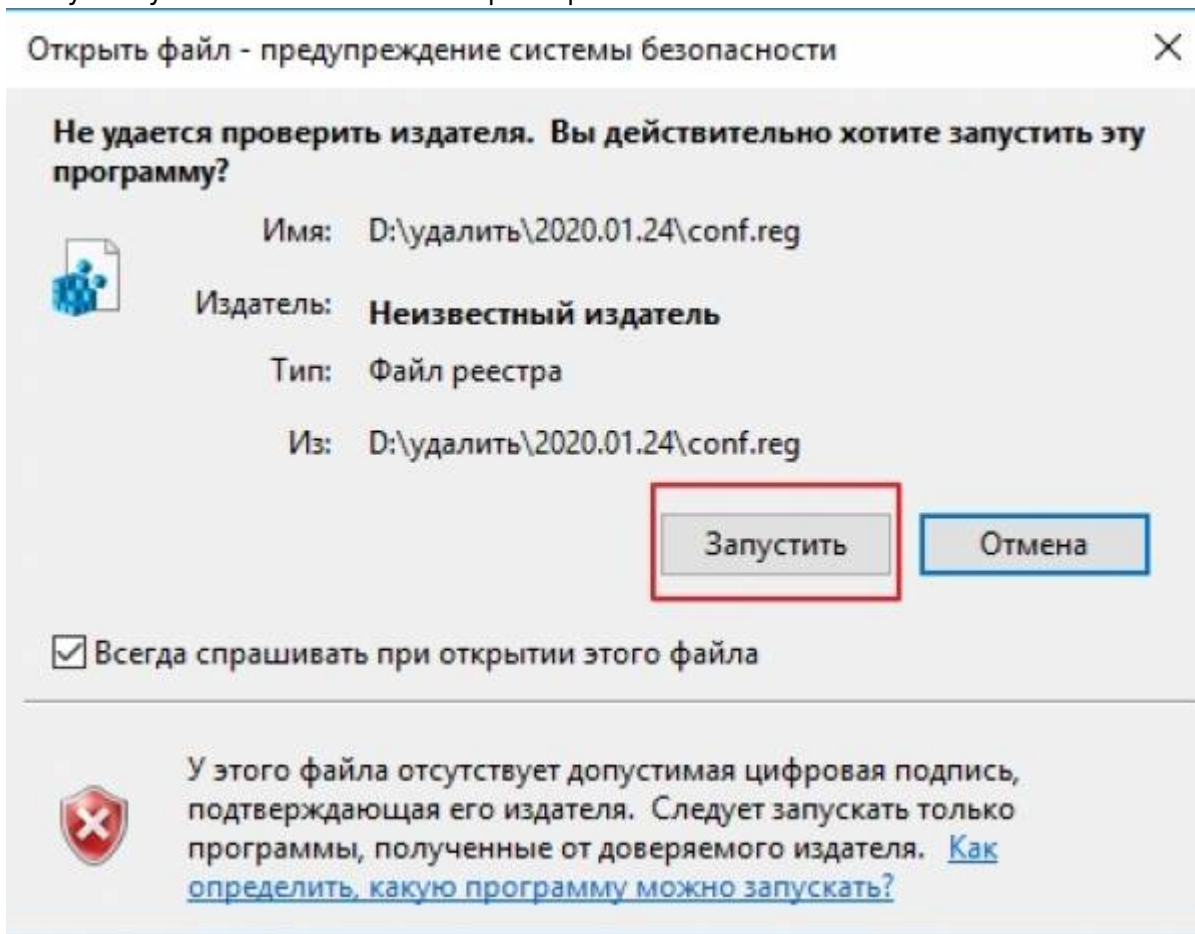 Открыть файл - предупреждение системы безопасности
Не удается проверить издателя. Вы действительно хотите запустить эту
программу?
Имя: D:\удалить\2020.01.24\conf.reg
Издатель: Неизвестный издатель
Тип: Файл реестра
Из: D:\удалить\2020.01.24\conf.reg
Запустить Отмена
Всегда спрашивать при открытии этого файла
У этого файла отсутствует допустимая цифровая подпись,
подтверждающая его издателя. Следует запускать только
программы, полученные от доверяемого издателя. Как
определить, какую программу можно запускать?